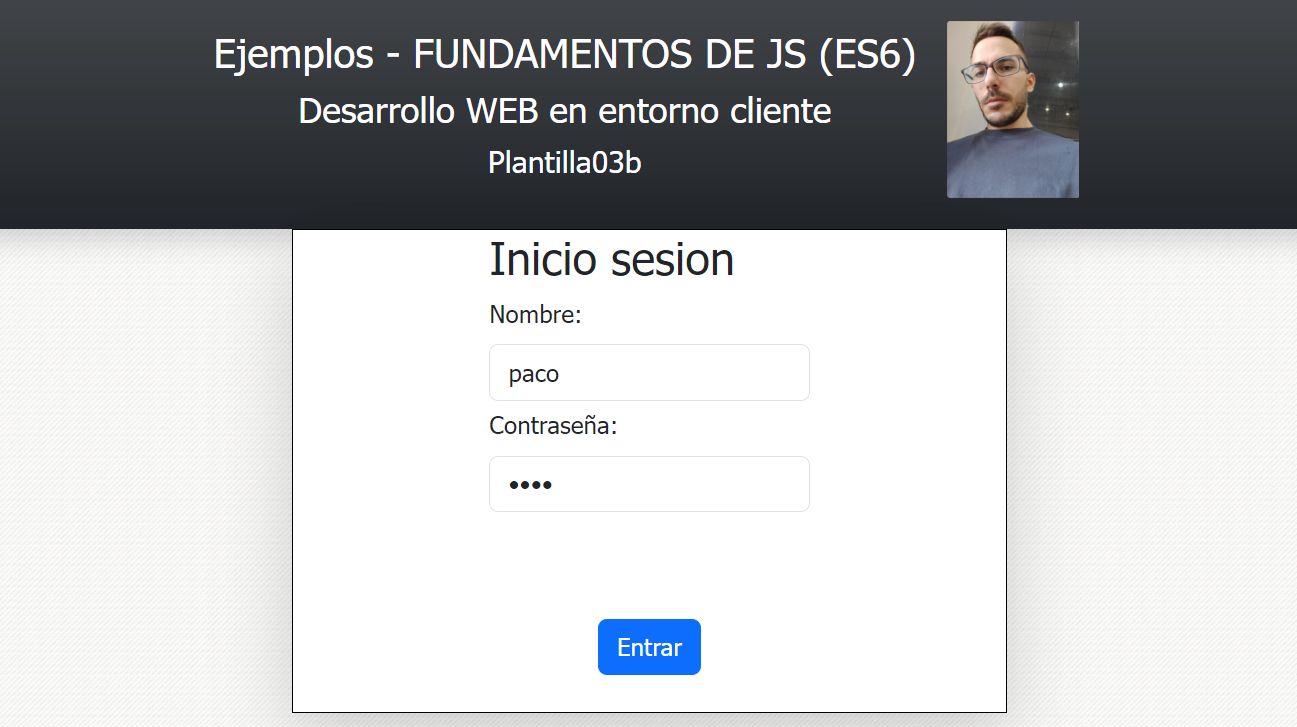 Ejemplos - FUNDAMENTOS DE JS (ES6)
Desarrollo WEB en entorno cliente
Plantilla03b
Inicio sesion
Nombre:
paco
Contraseña:
••••
Entrar